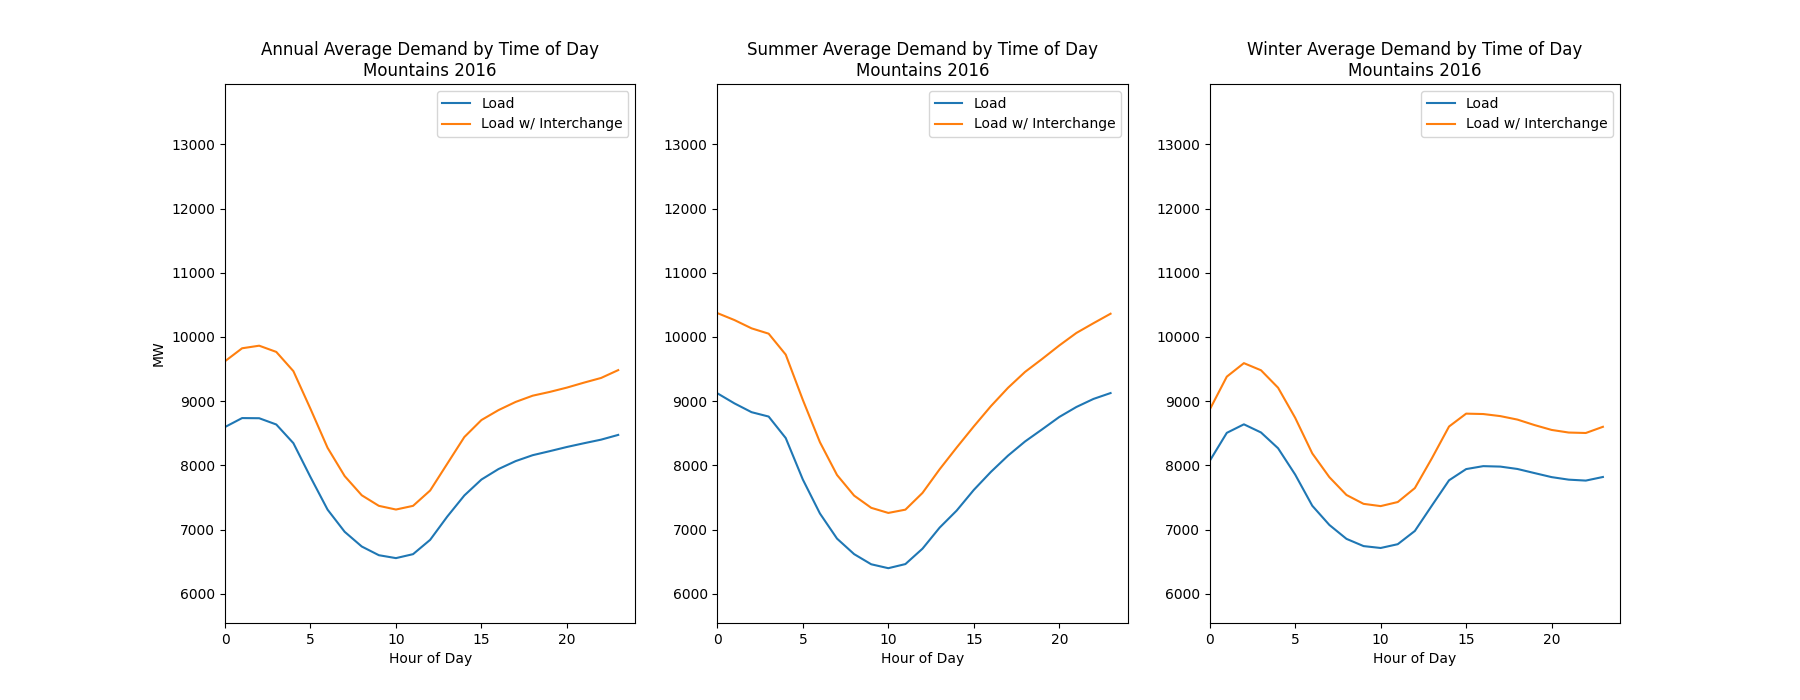 Annual Average Demand by Time of Day
Mountains 2016
Load
Load w/ Interchange
13000
12000
11000
10000
9000
8000
7000
6000
MW
0 5 10 15 20
Hour of Day
Summer Average Demand by Time of Day
Mountains 2016
Load
Load w/ Interchange
13000
12000
11000
10000
9000
8000
7000
6000
0 5 10 15 20
Hour of Day
Winter Average Demand by Time of Day
Mountains 2016
Load
Load w/ Interchange
13000
12000
11000
10000
9000
8000
7000
6000
0 5 10 15 20
Hour of Day